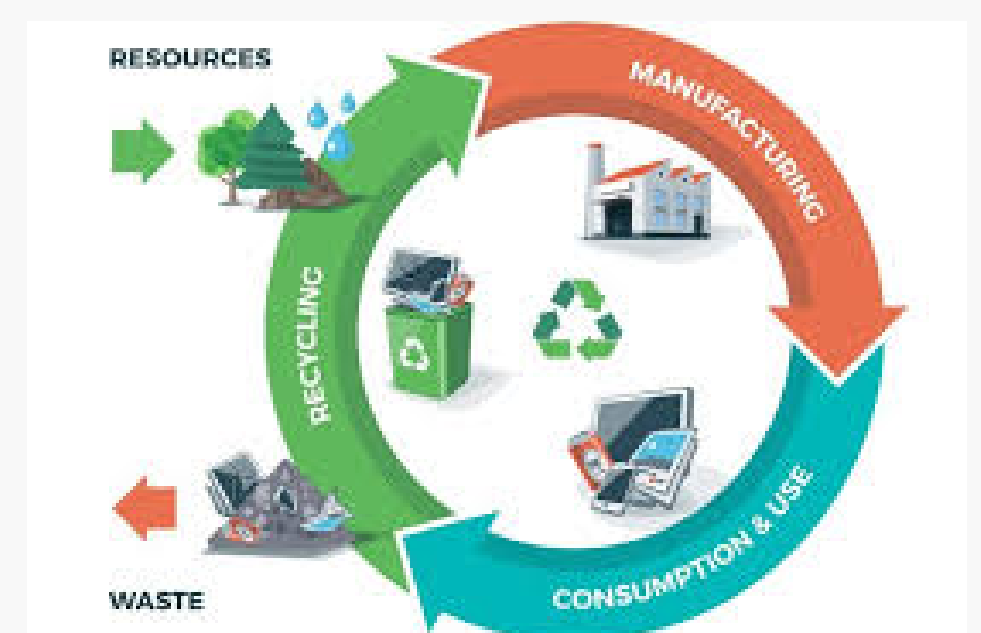 RESOURCES
MANUFACTURING
RECYCLING
CONSUMPTION & USE
WASTE